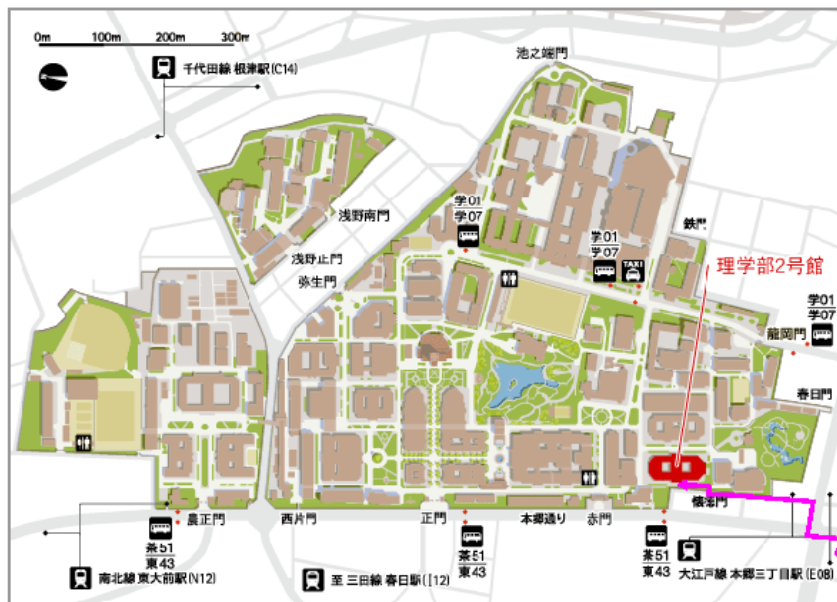 0m 100m 200m 300m
千代田線 根津駅(C14)
池之端門
学01
学07
浅野南門
浅野正門
弥生門
学01
学07
TAXI
鉄門
理学部2号館
学01
学07
龍岡門
春日門
懐徳門
農正門
西片門
正門
本郷通り
赤門
茶51
東43
茶51
東43
茶51
東43
南北線 東大前駅(N12)
至 三田線 春日駅(I12)
大江戸線 本郷三丁目駅(E08)